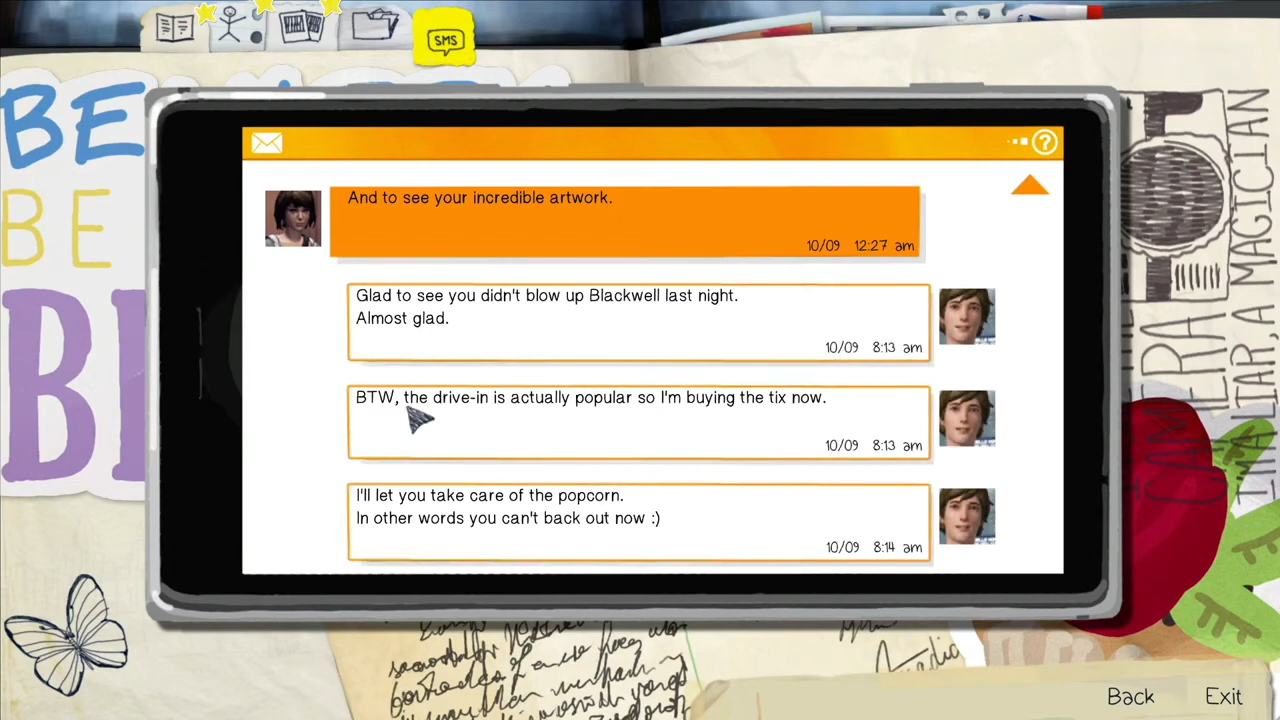 SMS
And to see your incredible artwork.
10/09 12:27 am
Glad to see you didn't blow up Blackwell last night.
Almost glad.
10/09 8:13 am
BTW, the drive-in is actually popular so I'm buying the tix now.
10/09 8:13 am
I'll let you take care of the popcorn.
In other words you can't back out now :)
10/09 8:14 am
BE
BE
A MAGICIAN
LIAR,
Back
Exit